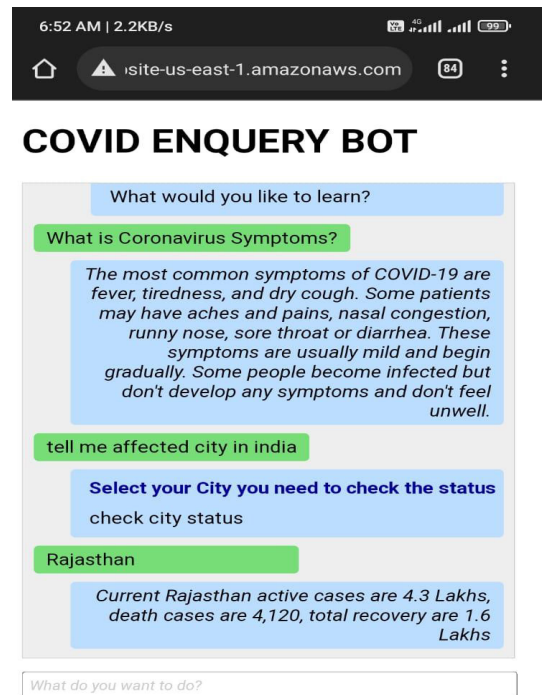 6:52 AM | 2.2KB/s Vo LTE 4G 99
site-us-east-1.amazonaws.com 84
COVID ENQUERY BOT
What would you like to learn?
What is Coronavirus Symptoms?
The most common symptoms of COVID-19 are
fever, tiredness, and dry cough. Some patients
may have aches and pains, nasal congestion,
runny nose, sore throat or diarrhea. These
symptoms are usually mild and begin
gradually. Some people become infected but
don't develop any symptoms and don't feel
unwell.
tell me affected city in india
Select your City you need to check the status
check city status
Rajasthan
Current Rajasthan active cases are 4.3 Lakhs,
death cases are 4,120, total recovery are 1.6
Lakhs
What do you want to do?